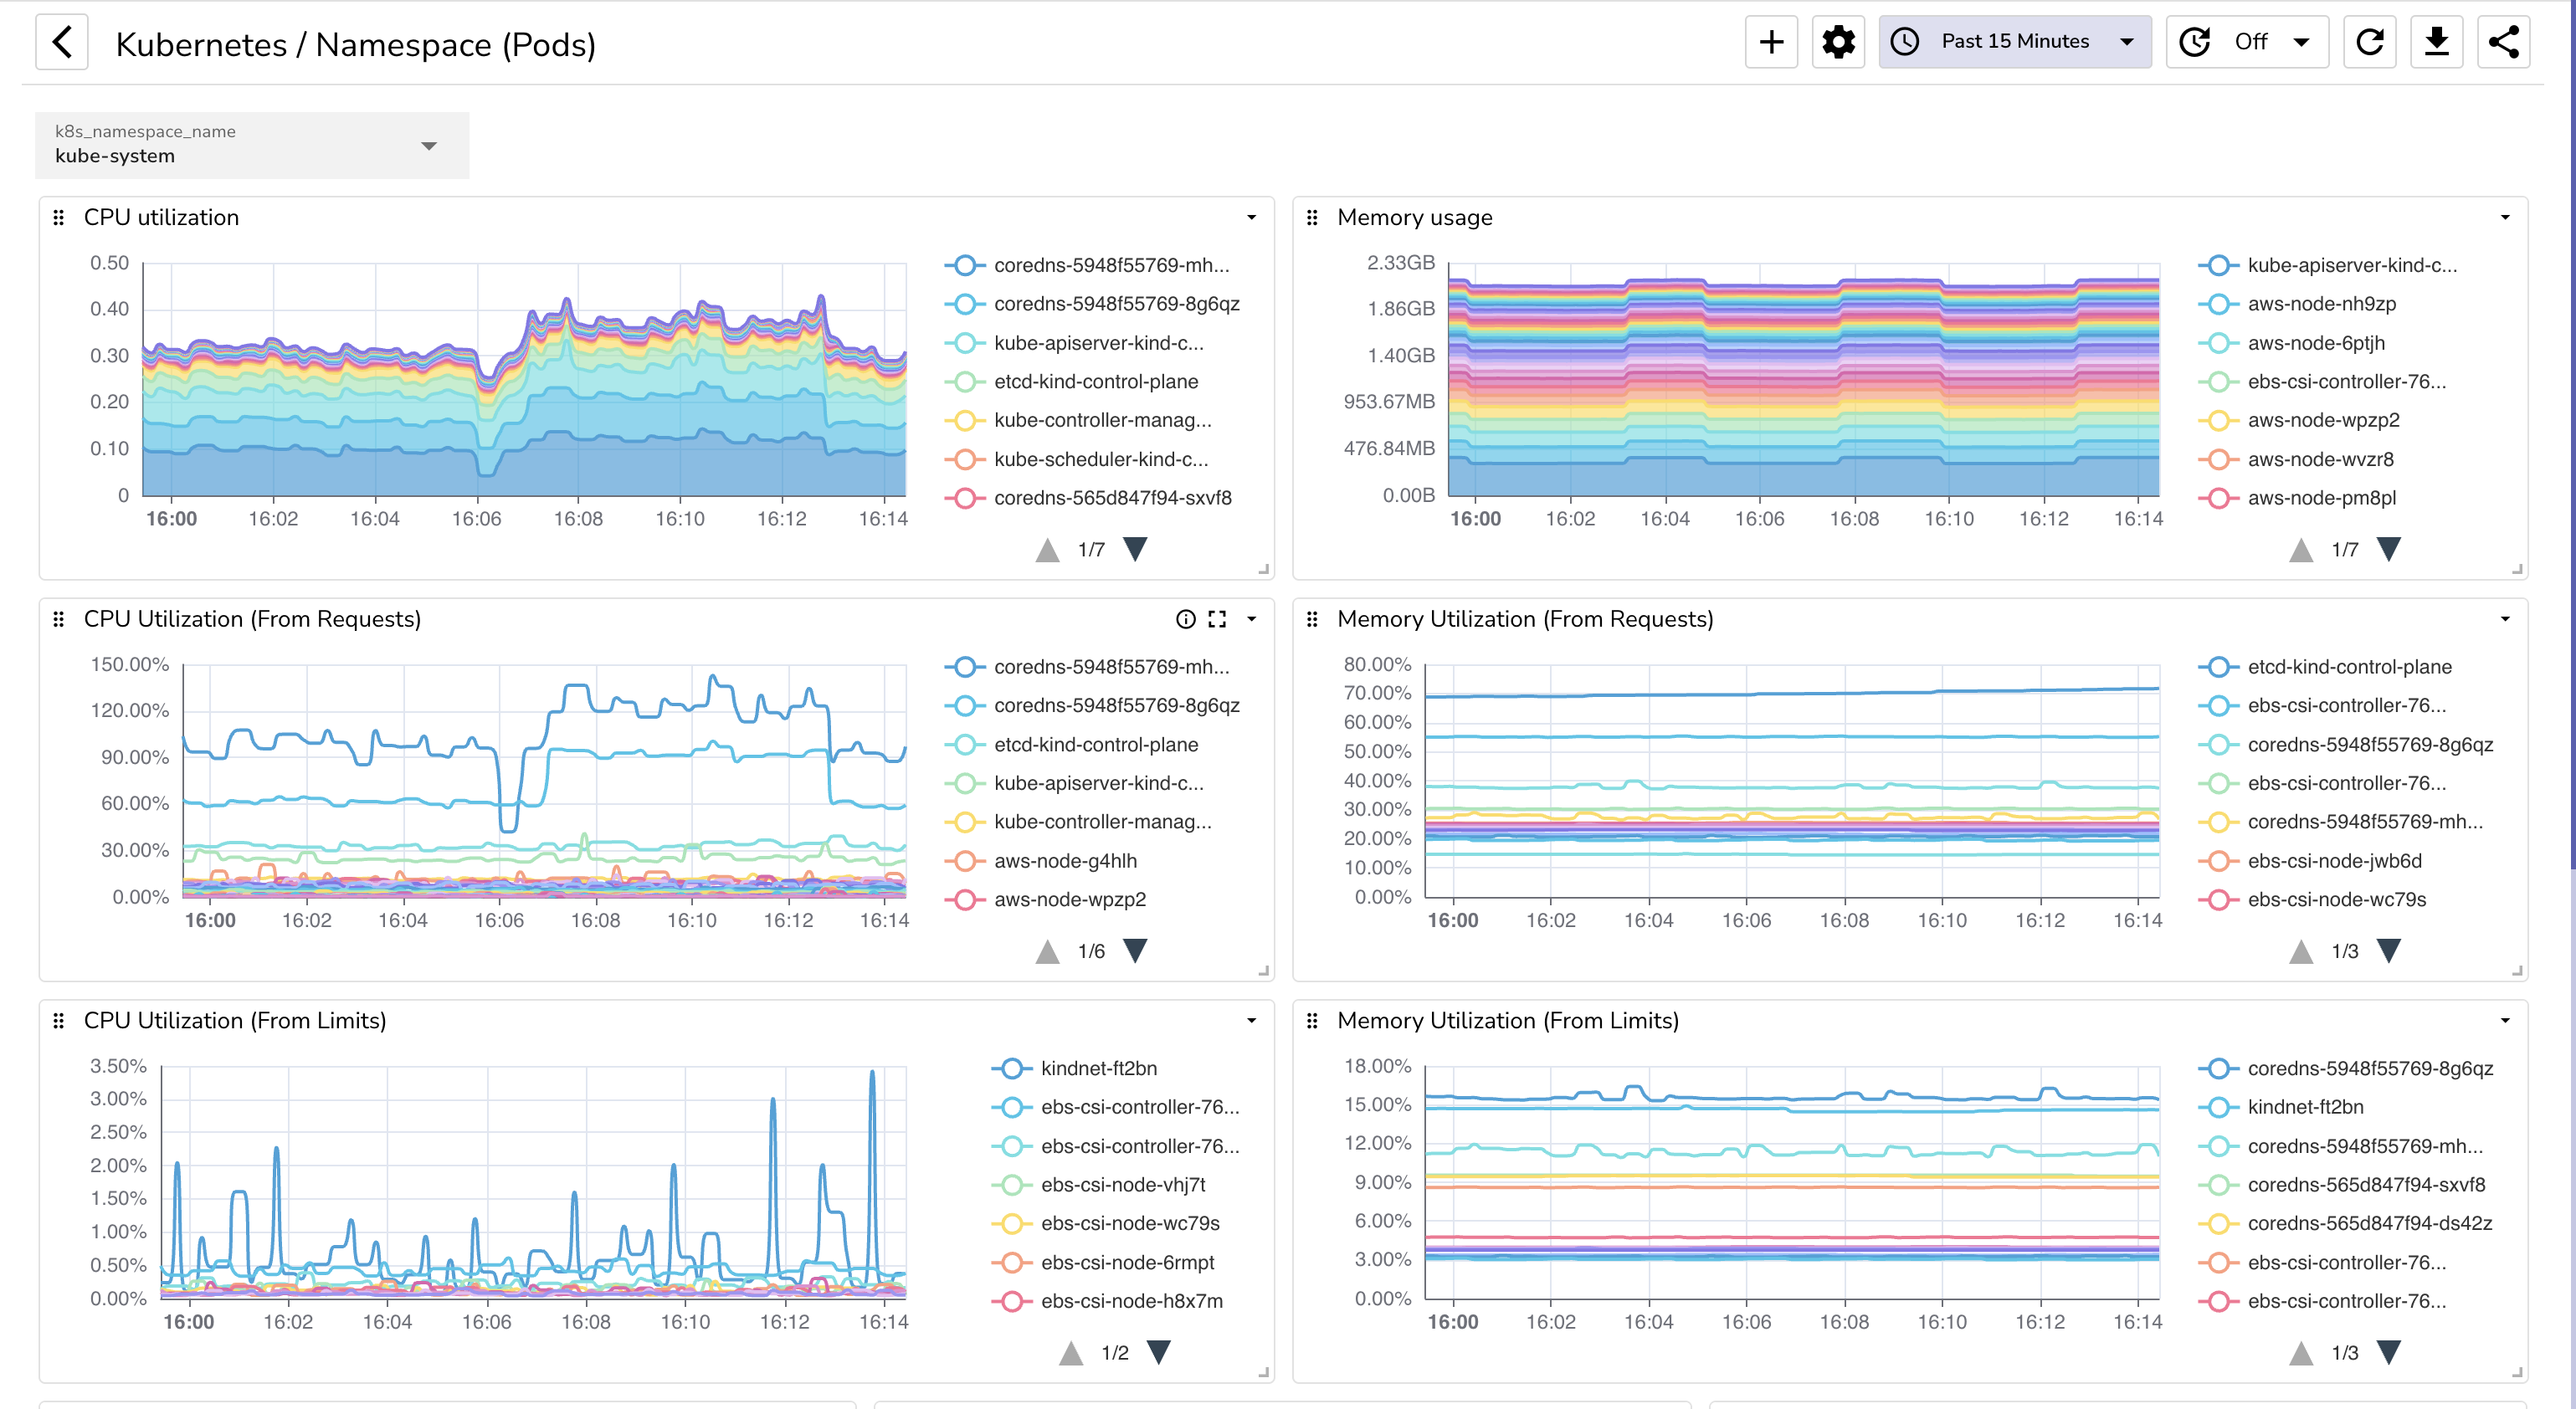 Kubernetes / Namespace (Pods)
Past 15 Minutes
Off
k8s_namespace_name
kube-system
CPU utilization
0.50
0.40
0.30
0.20
0.10
0
16:00 16:02 16:04 16:06 16:08 16:10 16:12 16:14
coredns-5948f55769-mh...
coredns-5948f55769-8g6qz
kube-apiserver-kind-c...
etcd-kind-control-plane
kube-controller-manag...
kube-scheduler-kind-c...
coredns-565d847f94-sxvf8
1/7
Memory usage
2.33GB
1.86GB
1.40GB
953.67MB
476.84MB
0.00B
16:00 16:02 16:04 16:06 16:08 16:10 16:12 16:14
kube-apiserver-kind-c...
aws-node-nh9zp
aws-node-6ptjh
ebs-csi-controller-76...
aws-node-wpzp2
aws-node-wvzr8
aws-node-pm8pl
1/7
CPU Utilization (From Requests)
150.00%
120.00%
90.00%
60.00%
30.00%
0.00%
16:00 16:02 16:04 16:06 16:08 16:10 16:12 16:14
coredns-5948f55769-mh...
coredns-5948f55769-8g6qz
etcd-kind-control-plane
kube-apiserver-kind-c...
kube-controller-manag...
aws-node-g4hlh
aws-node-wpzp2
1/6
Memory Utilization (From Requests)
80.00%
70.00%
60.00%
50.00%
40.00%
30.00%
20.00%
10.00%
0.00%
16:00 16:02 16:04 16:06 16:08 16:10 16:12 16:14
etcd-kind-control-plane
ebs-csi-controller-76...
coredns-5948f55769-8g6qz
ebs-csi-controller-76...
coredns-5948f55769-mh...
ebs-csi-node-jwb6d
ebs-csi-node-wc79s
1/3
CPU Utilization (From Limits)
3.50%
3.00%
2.50%
2.00%
1.50%
1.00%
0.50%
0.00%
16:00 16:02 16:04 16:06 16:08 16:10 16:12 16:14
kindnet-ft2bn
ebs-csi-controller-76...
ebs-csi-controller-76...
ebs-csi-node-vhj7t
ebs-csi-node-wc79s
ebs-csi-node-6rmpt
ebs-csi-node-h8x7m
1/2
Memory Utilization (From Limits)
18.00%
15.00%
12.00%
9.00%
6.00%
3.00%
0.00%
16:00 16:02 16:04 16:06 16:08 16:10 16:12 16:14
coredns-5948f55769-8g6qz
kindnet-ft2bn
coredns-5948f55769-mh...
coredns-565d847f94-sxvf8
coredns-565d847f94-ds42z
ebs-csi-controller-76...
ebs-csi-controller-76...
1/3